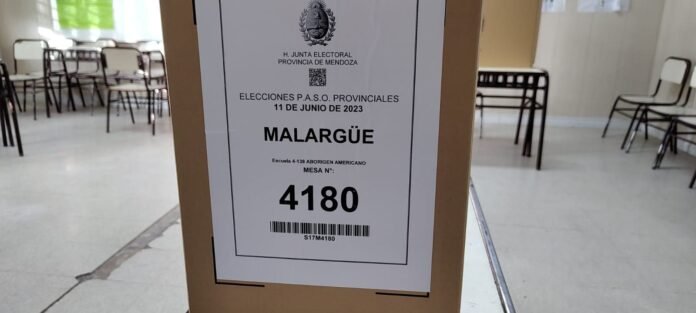 H. JUNTA ELECTORAL
PROVINCIA DE MENDOZA
ELECCIONES P.A.S.O. PROVINCIALES
11 DE JUNIO DE 2023
MALARGÜE
Escuela 4-139 ABORIGEN AMERICANO
MESA N°:
4180
S17M4180